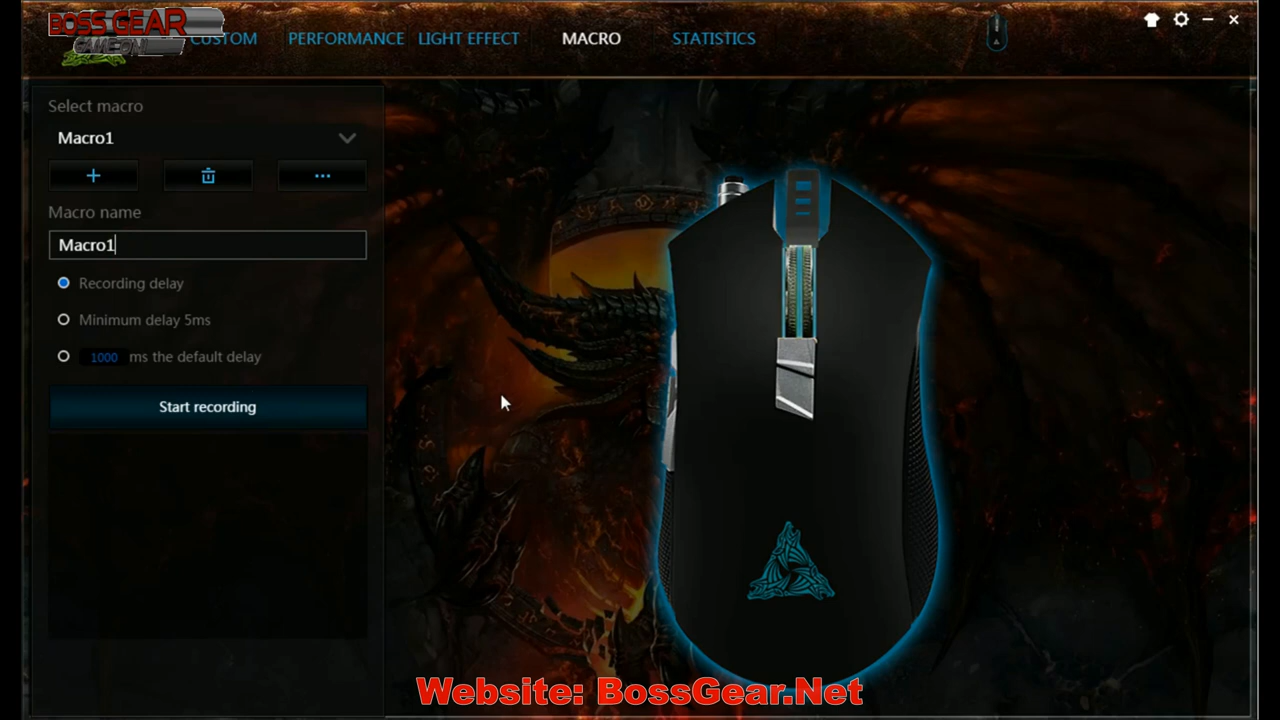 BOSS GEAR
GAMEON
CUSTOM PERFORMANCE LIGHT EFFECT MACRO STATISTICS
Select macro
Macro1
Macro name
Macro1
Recording delay
Minimum delay 5ms
1000 ms the default delay
Start recording
Website: BossGear.Net